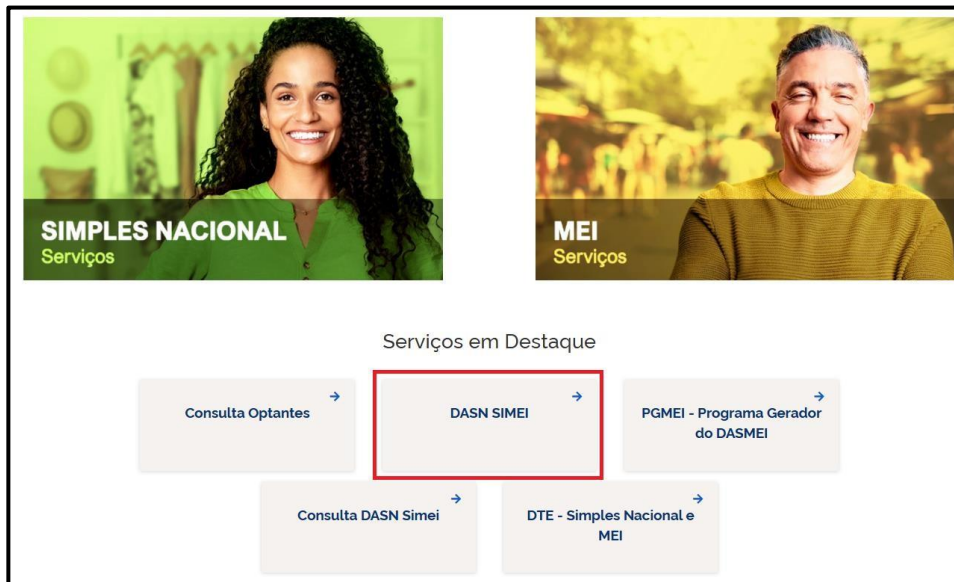 SIMPLES NACIONAL
Serviços
MEI
Serviços
Serviços em Destaque
Consulta Optantes
DASN SIMEI
PGMEI - Programa Gerador
do DASMEI
Consulta DASN Simei
DTE - Simples Nacional e
MEI